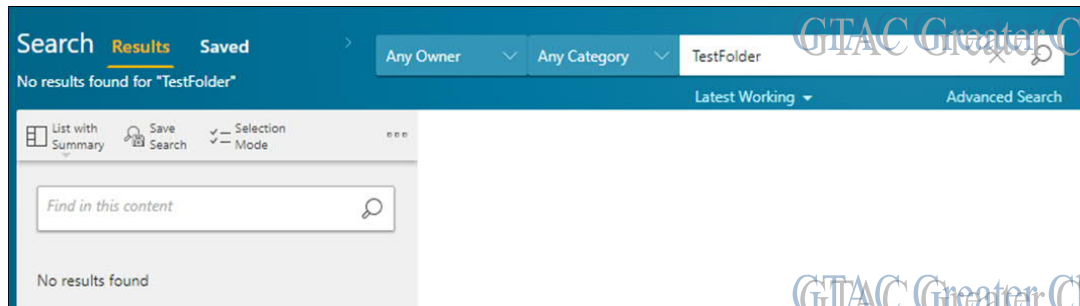 Search Results Saved
Any Owner Any Category TestFolder
GTAC Greater C
No results found for "TestFolder"
Latest Working Advanced Search
List with Summary
Save Search
Selection Mode
Find in this content
No results found
GTAC Greater C